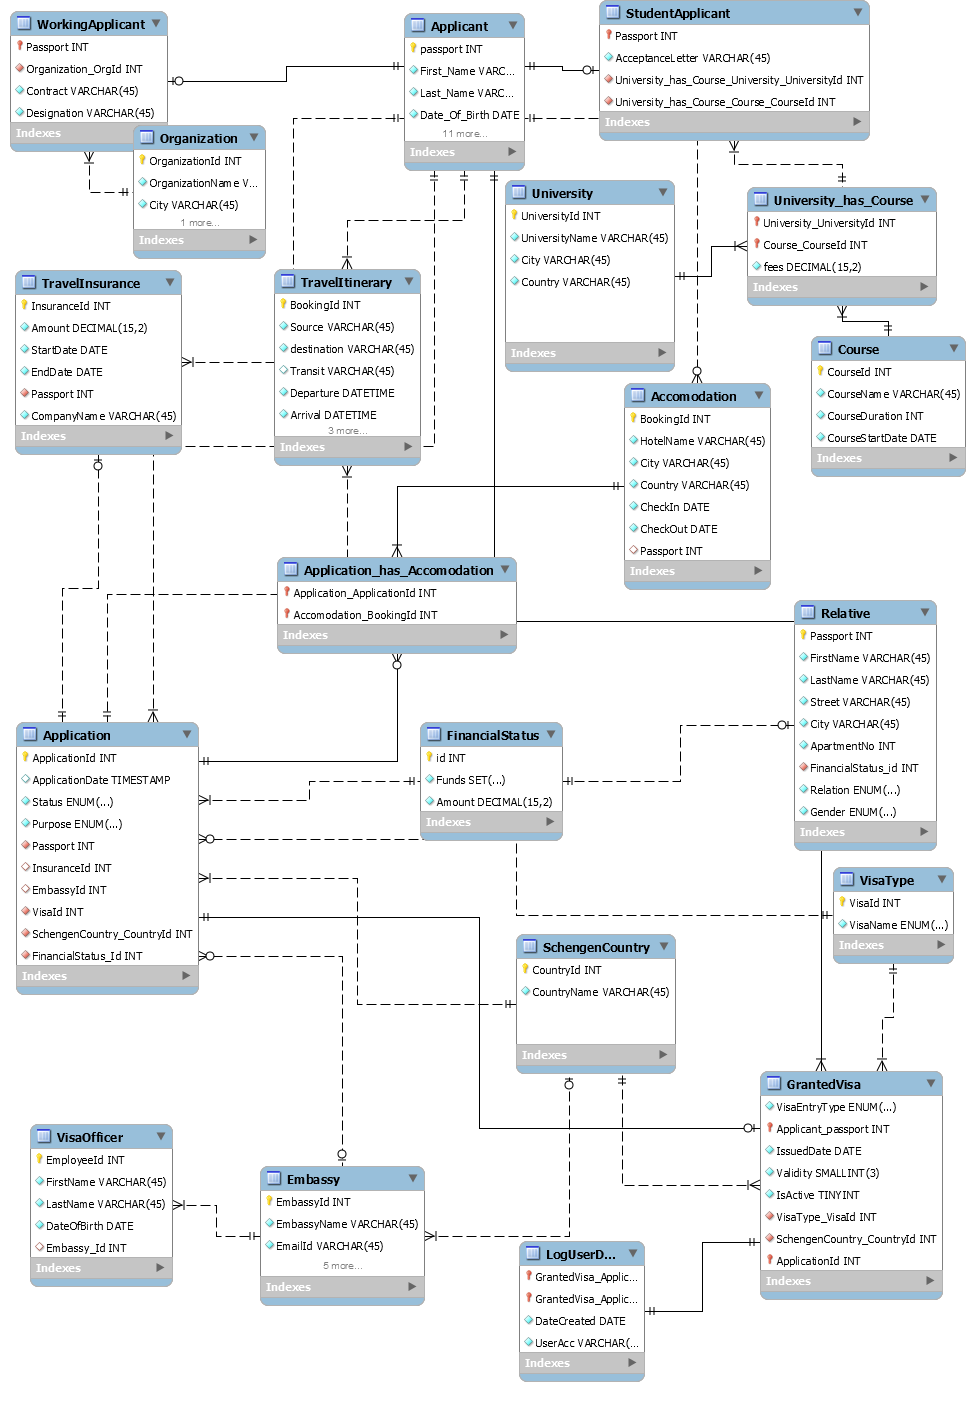 WorkingApplicant
Passport INT
Organization_OrgId INT
Contract VARCHAR(45)
Designation VARCHAR(45)
Indexes
Applicant
passport INT
First_Name VARC...
Last_Name VARC...
Date_Of_Birth DATE
11 more...
Indexes
StudentApplicant
Passport INT
AcceptanceLetter VARCHAR(45)
University_has_Course_University_UniversityId INT
University_has_Course_Course_CourseId INT
Indexes
Organization
OrganizationId INT
OrganizationName V...
City VARCHAR(45)
1 more...
Indexes
University
UniversityId INT
UniversityName VARCHAR(45)
City VARCHAR(45)
Country VARCHAR(45)
Indexes
University_has_Course
University_UniversityId INT
Course_CourseId INT
fees DECIMAL(15,2)
Indexes
TravelInsurance
InsuranceId INT
Amount DECIMAL(15,2)
StartDate DATE
EndDate DATE
Passport INT
CompanyName VARCHAR(45)
Indexes
TravelItinerary
BookingId INT
Source VARCHAR(45)
destination VARCHAR(45)
Transit VARCHAR(45)
Departure DATETIME
Arrival DATETIME
3 more...
Indexes
Course
CourseId INT
CourseName VARCHAR(45)
CourseDuration INT
CourseStartDate DATE
Indexes
Accomodation
BookingId INT
HotelName VARCHAR(45)
City VARCHAR(45)
Country VARCHAR(45)
CheckIn DATE
CheckOut DATE
Passport INT
Indexes
Application_has_Accomodation
Application_ApplicationId INT
Accomodation_BookingId INT
Indexes
Relative
Passport INT
FirstName VARCHAR(45)
LastName VARCHAR(45)
Street VARCHAR(45)
City VARCHAR(45)
ApartmentNo INT
FinancialStatus_id INT
Relation ENUM(...)
Gender ENUM(...)
Indexes
Application
ApplicationId INT
ApplicationDate TIMESTAMP
Status ENUM(...)
Purpose ENUM(...)
Passport INT
InsuranceId INT
EmbassyId INT
VisaId INT
SchengenCountry_CountryId INT
FinancialStatus_Id INT
Indexes
FinancialStatus
id INT
Funds SET(...)
Amount DECIMAL(15,2)
Indexes
VisaType
VisaId INT
VisaName ENUM(...)
Indexes
SchengenCountry
CountryId INT
CountryName VARCHAR(45)
Indexes
GrantedVisa
VisaEntryType ENUM(...)
Applicant_passport INT
IssuedDate DATE
Validity SMALLINT(3)
IsActive TINYINT
VisaType_VisaId INT
SchengenCountry_CountryId INT
ApplicationId INT
Indexes
VisaOfficer
EmployeeId INT
FirstName VARCHAR(45)
LastName VARCHAR(45)
DateOfBirth DATE
Embassy_Id INT
Indexes
Embassy
EmbassyId INT
EmbassyName VARCHAR(45)
EmailId VARCHAR(45)
5 more...
Indexes
LogUserD...
GrantedVisa_Applic...
GrantedVisa_Applic...
DateCreated DATE
UserAcc VARCHAR(...
Indexes